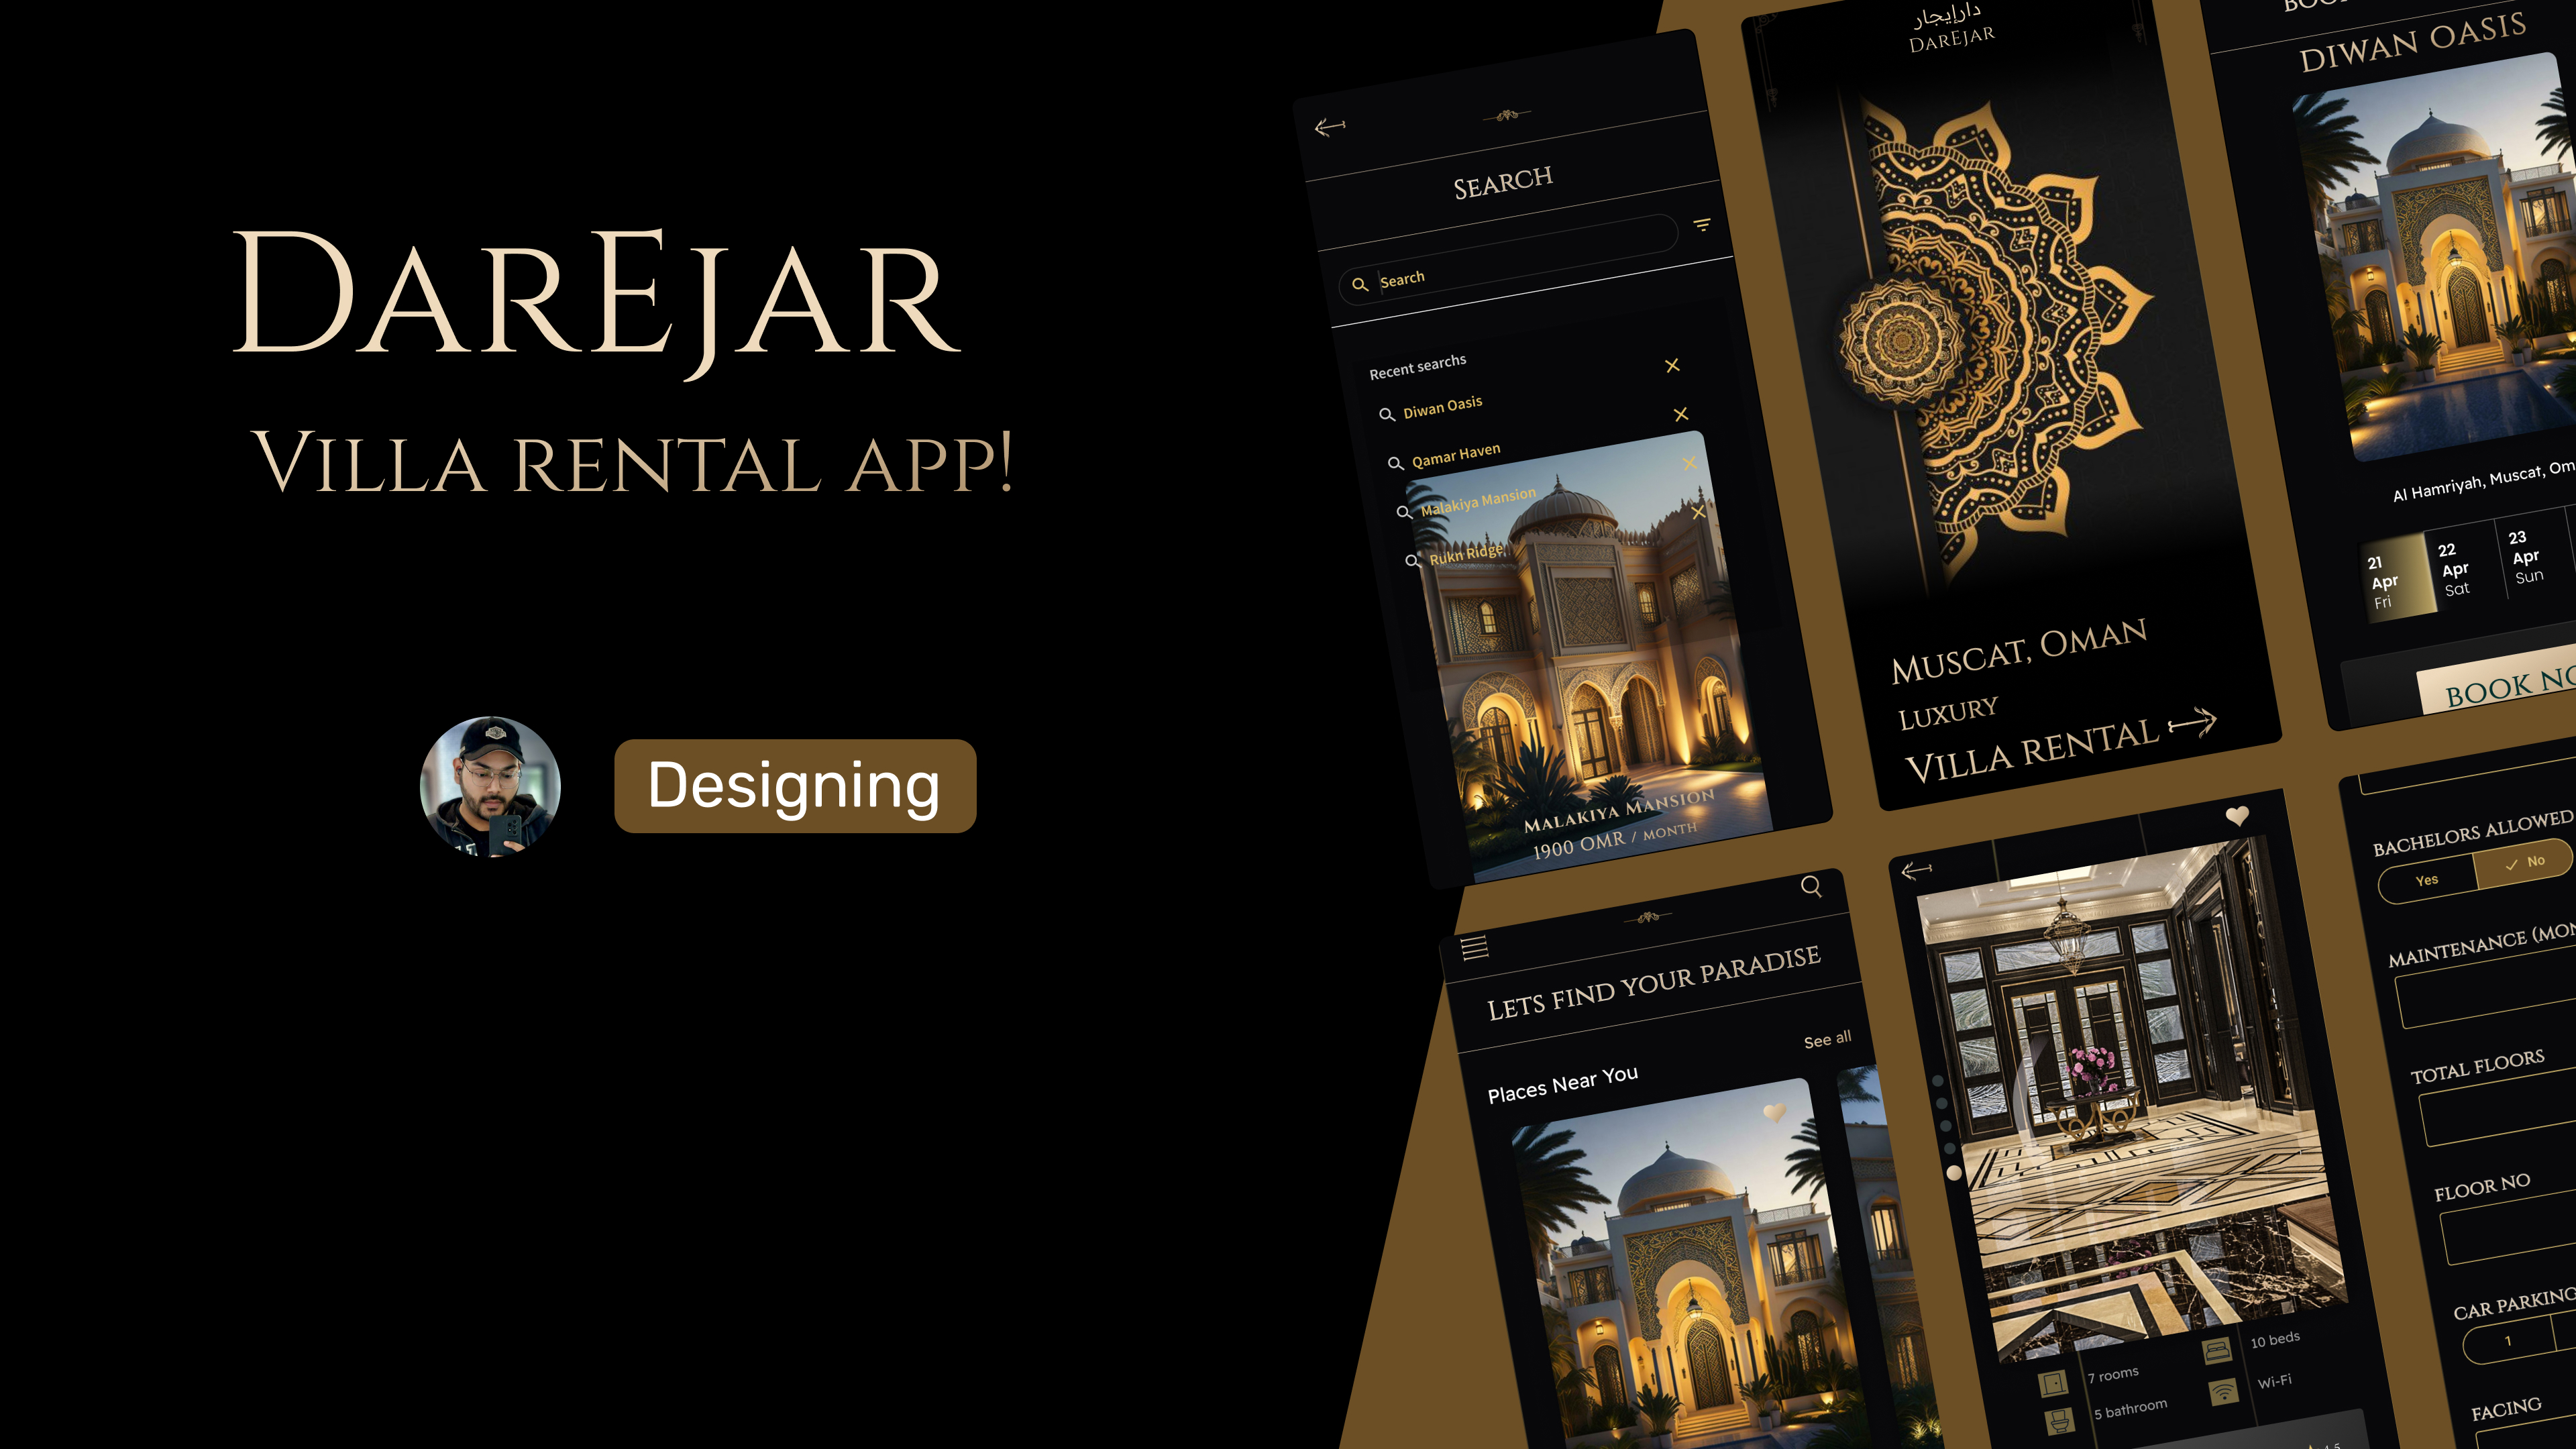 DarEjar
Villa rental app!
Designing
Search
Search
Recent searchs
Diwan Oasis
Qamar Haven
Malakiya Mansion
Rukn Ridge
Malakiya Mansion
1900 OMR / month
دارإيجار
DarEjar
Muscat, Oman
luxury
Villa rental
Diwan Oasis
Al Hamriyah, Muscat, Om
21
Apr
Fri
22
Apr
Sat
23
Apr
Sun
BOOK NO
Lets find your paradise
See all
Places Near You
7 rooms
10 beds
5 bathroom
Wi-Fi
Bachelors allowed
Yes
No
Maintenance (Mon
Total floors
Floor no
Car parking
1
Facing